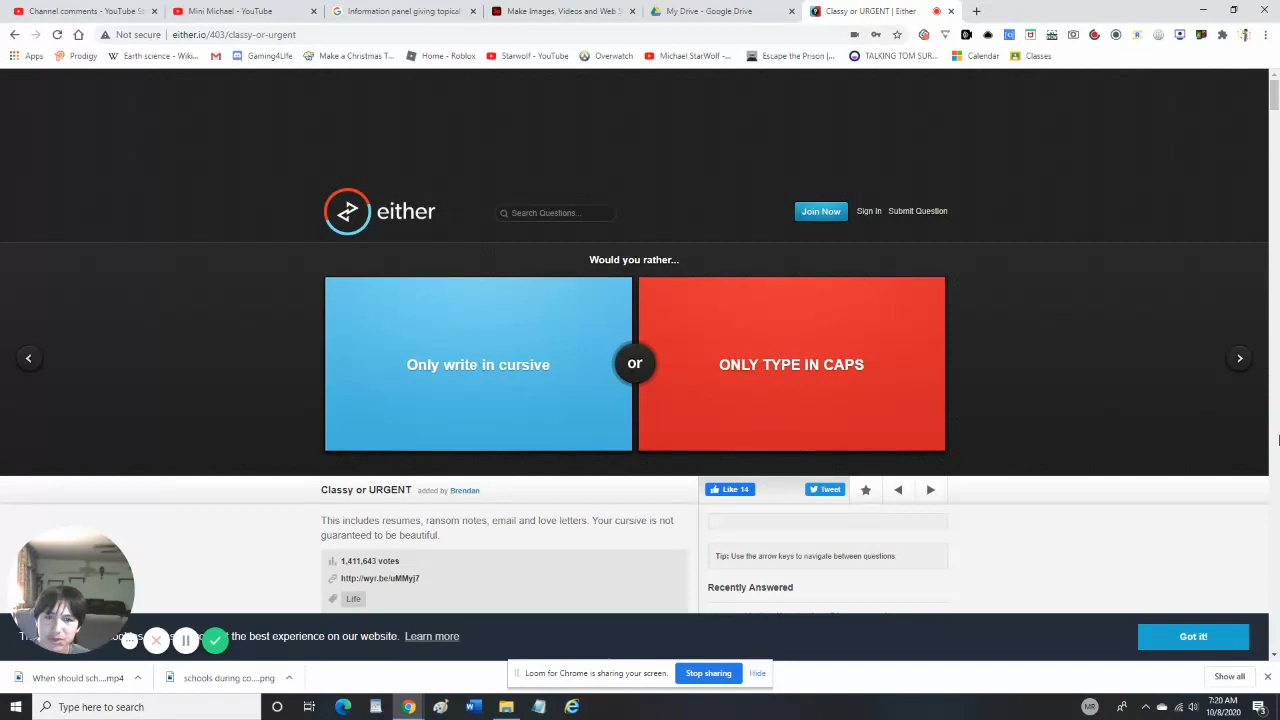 Channel comments - YouTube St
Mini Michael - YouTube
Information panel giving topical
Make Images, Videos and Web S
My Drive - Google Drive
Classy or URGENT | Either
Not secure | either.io/403/classy-or-urgent
Apps
Prodigy
Earth science - Wiki...
Gaming4Life
Make a Christmas T...
Home - Roblox
Starwolf - YouTube
Overwatch
Michael StarWolf -...
Escape the Prison |...
TALKING TOM SUR...
Calendar
Classes
either
Search Questions...
Join Now
Sign In
Submit Question
Would you rather...
Only write in cursive
or
ONLY TYPE IN CAPS
Classy or URGENT added by Brendan
Like 14
Tweet
This includes resumes, ransom notes, email and love letters. Your cursive is not
guaranteed to be beautiful.
1,411,643 votes
http://wyr.be/uMMyj7
Life
Tip: Use the arrow keys to navigate between questions.
Recently Answered
the best experience on our website. Learn more
Got it!
When should sch....mp4
schools during co....png
Loom for Chrome is sharing your screen.
Stop sharing
Hide
Show all
Type here to search
MR
7:20 AM
10/8/2020